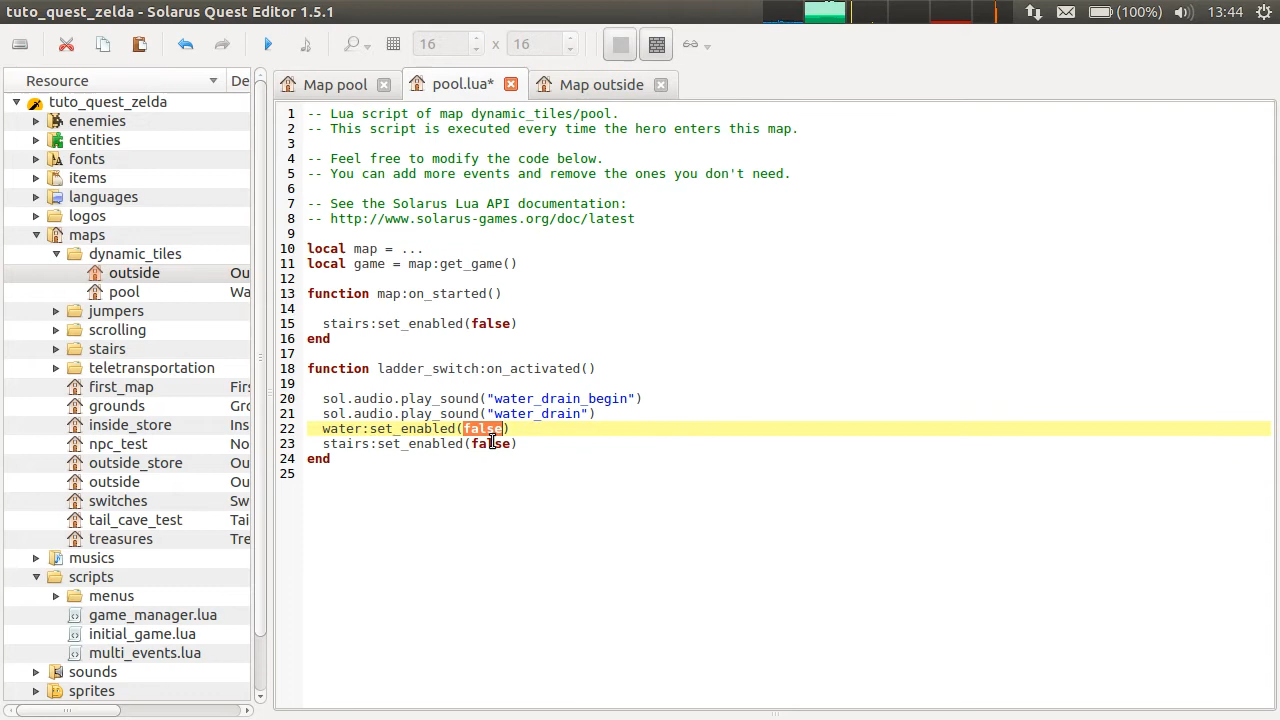 tuto_quest_zelda - Solarus Quest Editor 1.5.1
(100%)
13:44
16
x
16
Resource
De
tuto_quest_zelda
enemies
entities
fonts
items
languages
logos
maps
dynamic_tiles
outside Ou
pool Wa
jumpers
scrolling
stairs
teletransportation
first_map Firs
grounds Gro
inside_store Ins
npc_test
outside_store Ou
outside Ou
switches Sw
tail_cave_test Tai
treasures Tre
musics
scripts
menus
game_manager.lua
initial_game.lua
multi_events.lua
sounds
sprites
Map pool
pool.lua*
Map outside
1 -- Lua script of map dynamic_tiles/pool.
2 -- This script is executed every time the hero enters this map.
3
4 -- Feel free to modify the code below.
5 -- You can add more events and remove the ones you don't need.
6
7 -- See the Solarus Lua API documentation:
8 -- http://www.solarus-games.org/doc/latest
9
10 local map = ...
11 local game = map:get_game()
12
13 function map:on_started()
14
15 stairs:set_enabled(false)
16 end
17
18 function ladder_switch:on_activated()
19
20 sol.audio.play_sound("water_drain_begin")
21 sol.audio.play_sound("water_drain")
22 water:set_enabled(false)
23 stairs:set_enabled(false)
24 end
25